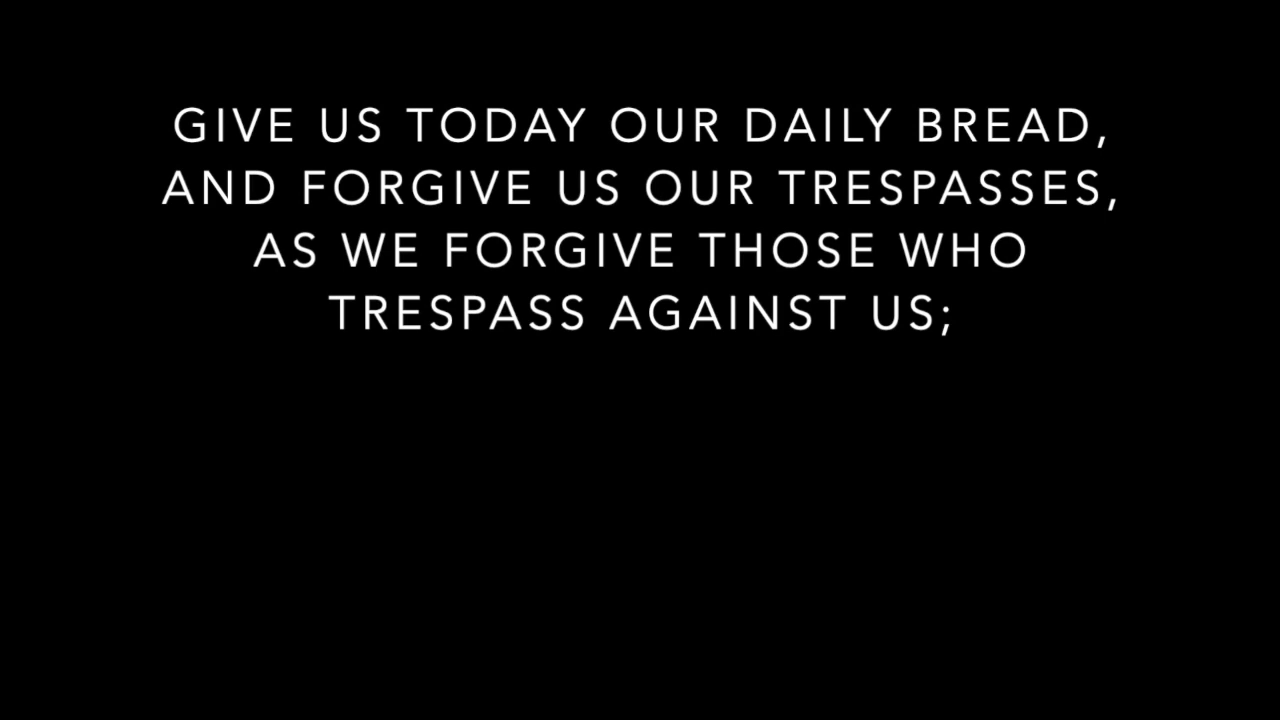 GIVE US TODAY OUR DAILY BREAD,
AND FORGIVE US OUR TRESPASSES,
AS WE FORGIVE THOSE WHO
TRESPASS AGAINST US;